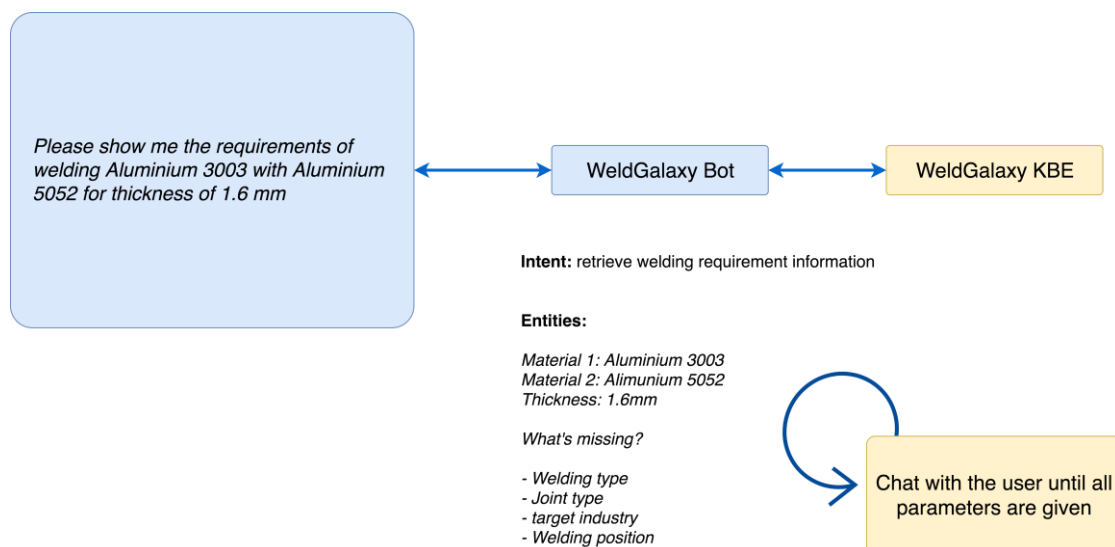 Please show me the requirements of
welding Aluminium 3003 with Aluminium
5052 for thickness of 1.6 mm
WeldGalaxy Bot
WeldGalaxy KBE
Intent: retrieve welding requirement information
Entities:
Material 1: Aluminium 3003
Material 2: Alimunium 5052
Thickness: 1.6mm
What's missing?
- Welding type
- Joint type
- target industry
- Welding position
Chat with the user until all
parameters are given